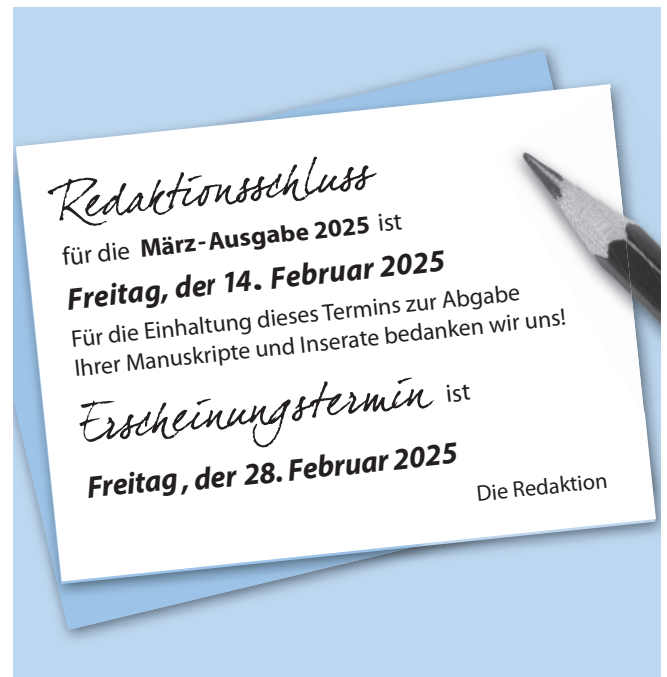 Redaktionsschluss
für die März-Ausgabe 2025 ist
Freitag, der 14. Februar 2025
Für die Einhaltung dieses Termins zur Abgabe
Ihrer Manuskripte und Inserate bedanken wir uns!
Erscheinungstermin ist
Freitag, der 28. Februar 2025
Die Redaktion